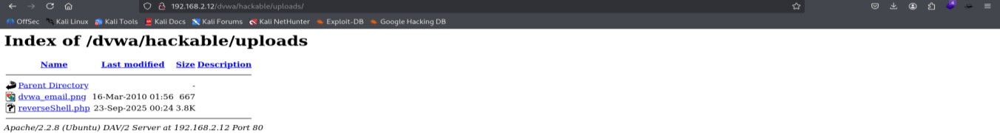 192.168.2.12/dvwa/hackable/uploads/
OffSec Kali Linux Kali Tools Kali Docs Kali Forums Kali NetHunter Exploit-DB Google Hacking DB
Index of /dvwa/hackable/uploads
Name Last modified Size Description
Parent Directory -
dvwa_email.png 16-Mar-2010 01:56 667
reverseShell.php 23-Sep-2025 00:24 3.8K
Apache/2.2.8 (Ubuntu) DAV/2 Server at 192.168.2.12 Port 80